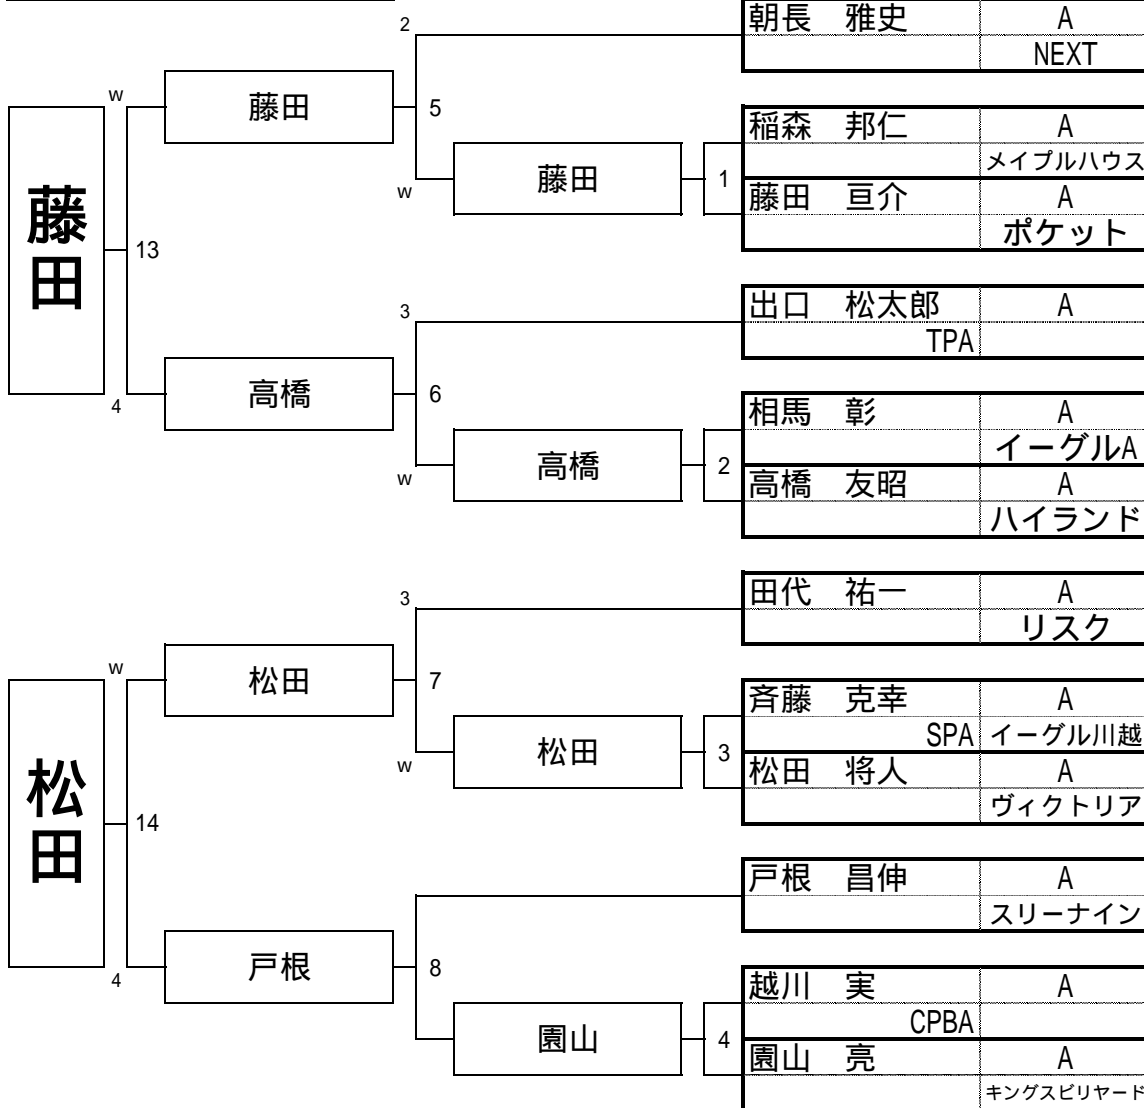 朝長 雅史 A
2
NEXT
W
藤田
5
稲森 邦仁 A
メイプルハウス
藤田
1
W
藤田 亘介 A
ポケット
藤田
13
出口 松太郎 A
3
TPA
高橋
6
4
相馬 彰 A
イーグルA
高橋
2
W
高橋 友昭 A
ハイランド
田代 祐一 A
3
リスク
W
松田
7
斉藤 克幸 A
SPA イーグル川越
松田
3
W
松田 将人 A
ヴィクトリア
松田
14
戸根 昌伸 A
スリーナイン
戸根
8
4
越川 実 A
CPBA
園山
4
園山 亮 A
キングスビリヤード